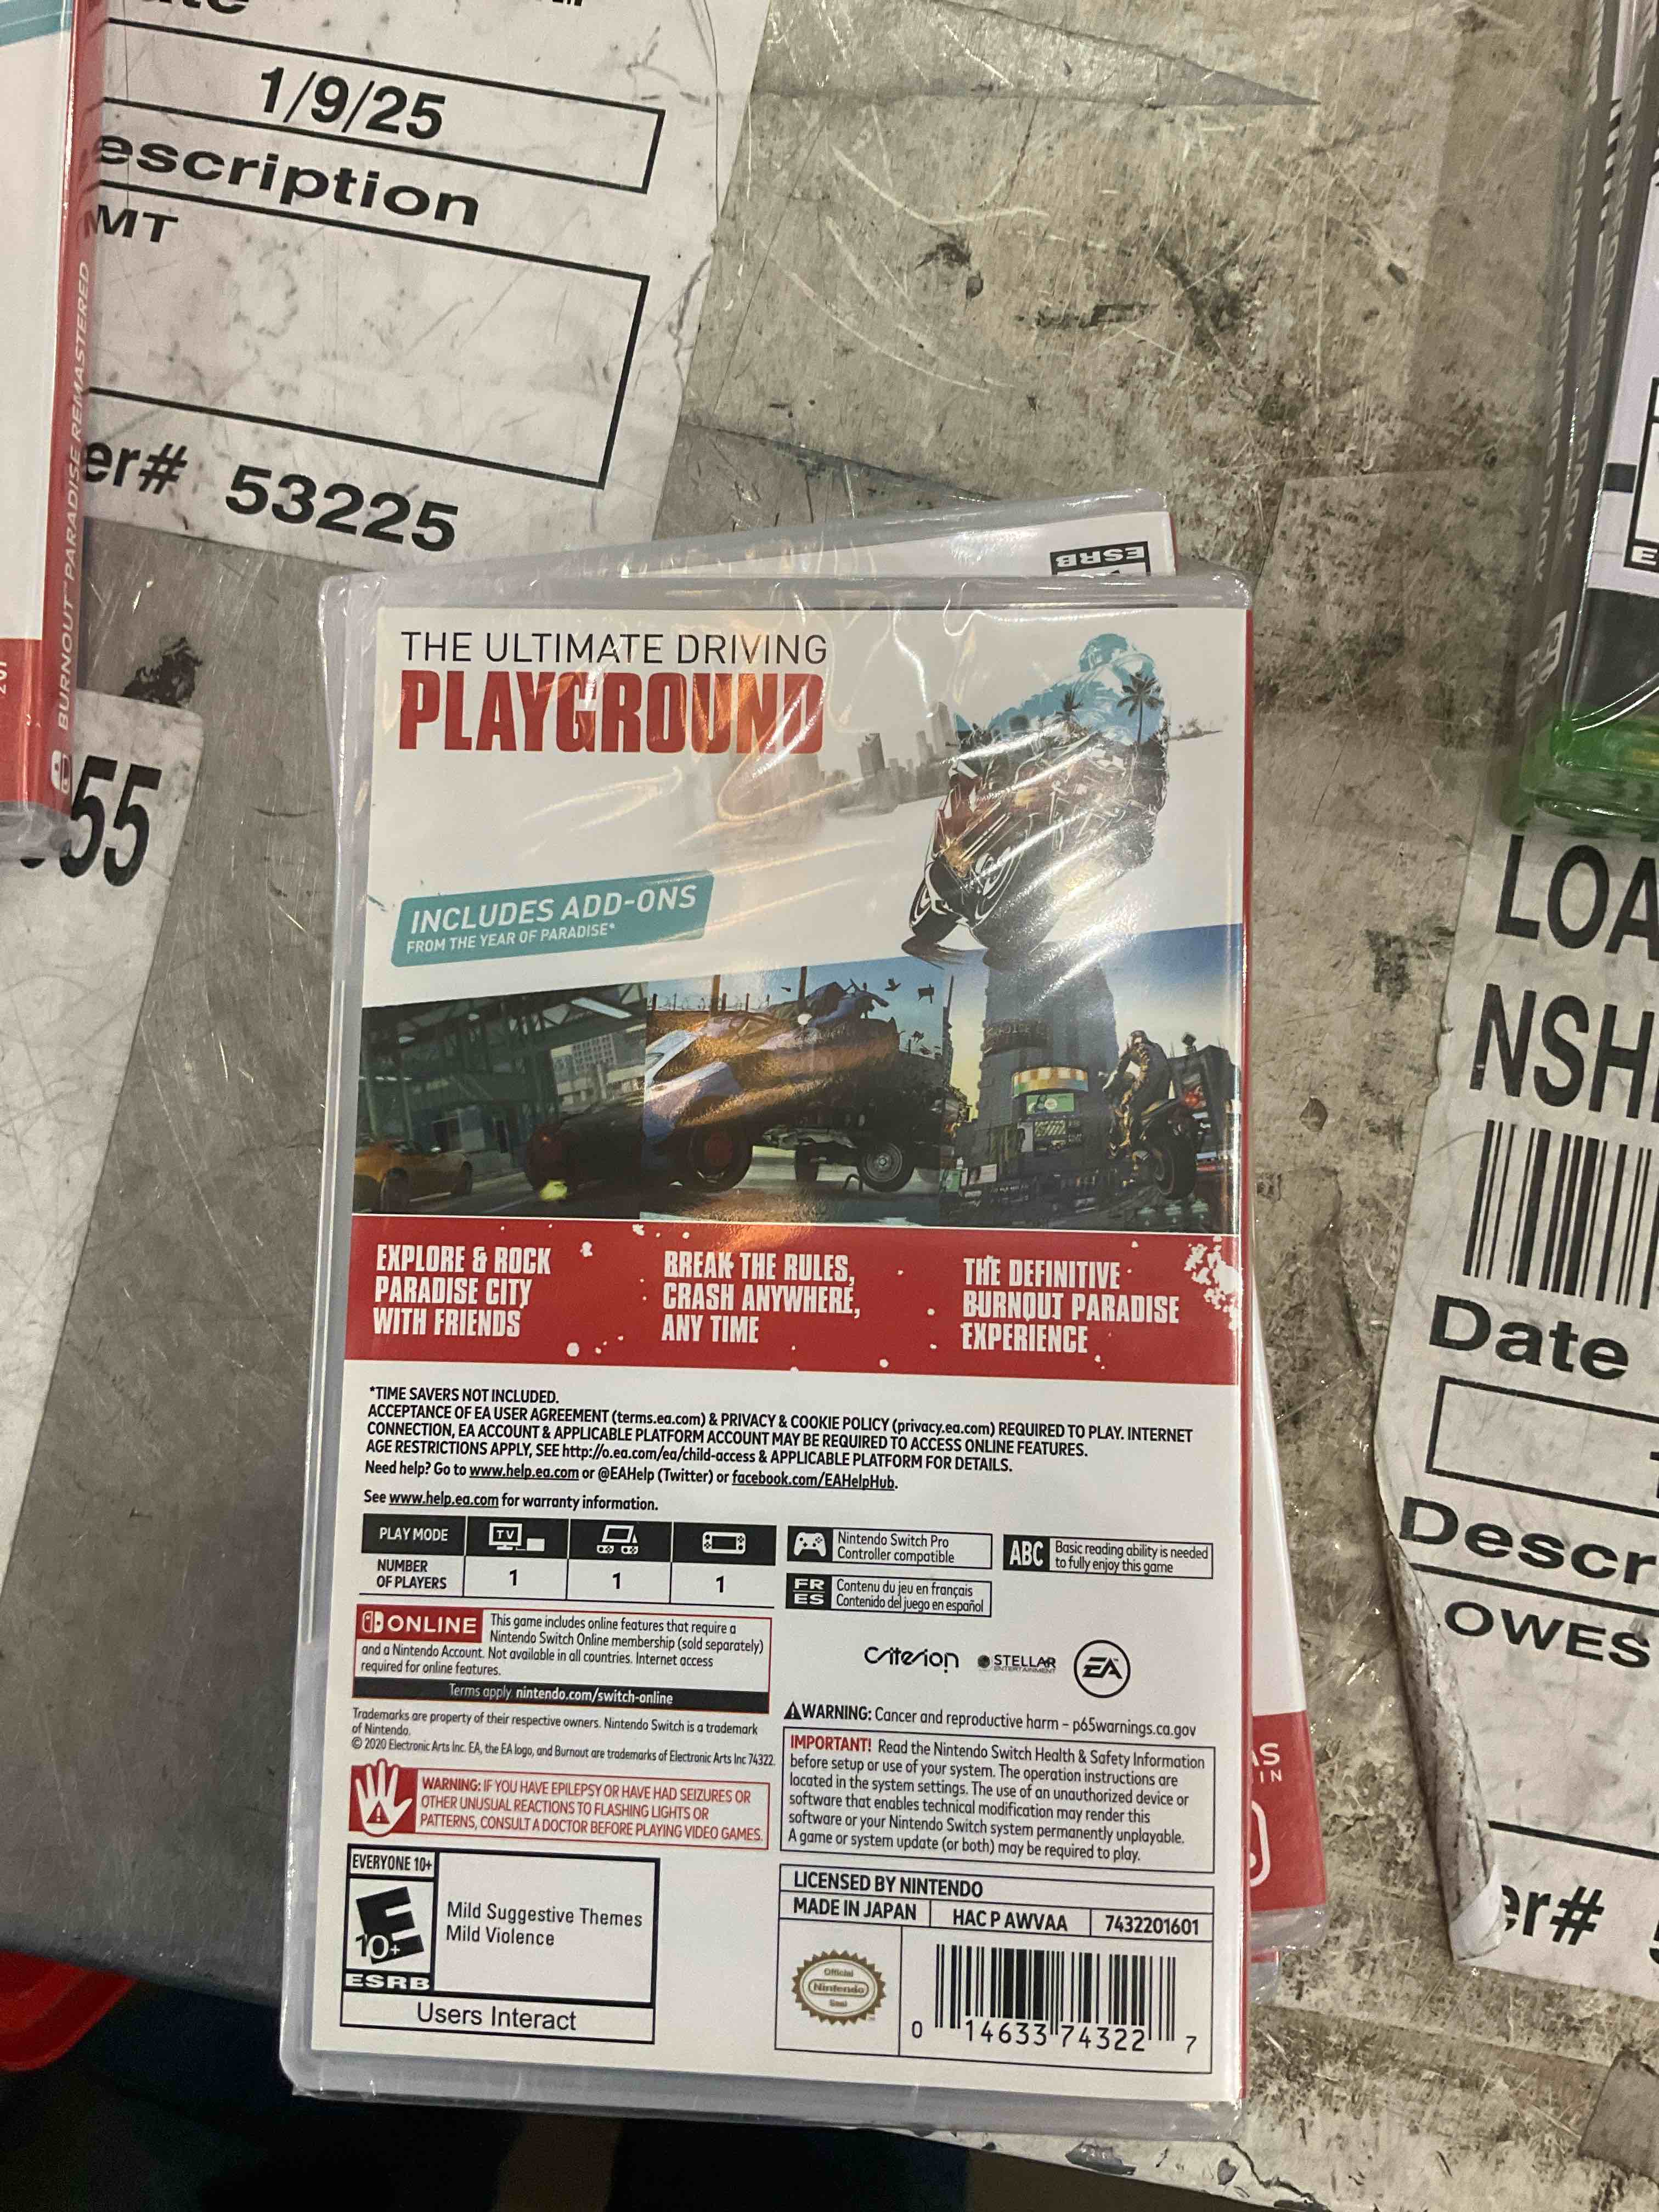 1/9/25
escription
MT
er# 53225
BURNOUT PARADISE REMASTERED
55
ESRB
THE ULTIMATE DRIVING
PLAYGROUND
INCLUDES ADD-ONS
FROM THE YEAR OF PARADISE*
EXPLORE & ROCK
PARADISE CITY
WITH FRIENDS
BREAK THE RULES,
CRASH ANYWHERE,
ANY TIME
THE DEFINITIVE
BURNOUT PARADISE
EXPERIENCE
*TIME SAVERS NOT INCLUDED.
ACCEPTANCE OF EA USER AGREEMENT (terms.ea.com) & PRIVACY & COOKIE POLICY (privacy.ea.com) REQUIRED TO PLAY. INTERNET
CONNECTION, EA ACCOUNT & APPLICABLE PLATFORM ACCOUNT MAY BE REQUIRED TO ACCESS ONLINE FEATURES.
AGE RESTRICTIONS APPLY, SEE http://o.ea.com/ea/child-access & APPLICABLE PLATFORM FOR DETAILS.
Need help? Go to www.help.ea.com or @EAHelp (Twitter) or facebook.com/EAHelpHub.
See www.help.ea.com for warranty information.
PLAY MODE
TV
NUMBER
OF PLAYERS
1
1
1
Nintendo Switch Pro
Controller compatible
ABC
Basic reading ability is needed
to fully enjoy this game
FR
ES
Contenu du jeu en français
Contenido del juego en español
ONLINE
This game includes online features that require a
Nintendo Switch Online membership (sold separately)
and a Nintendo Account. Not available in all countries. Internet access
required for online features.
Terms apply. nintendo.com/switch-online
Criterion
STELLAR
ENTERTAINMENT
EA
Trademarks are property of their respective owners. Nintendo Switch is a trademark
of Nintendo.
© 2020 Electronic Arts Inc. EA, the EA logo, and Burnout are trademarks of Electronic Arts Inc 74322
WARNING: Cancer and reproductive harm – p65warnings.ca.gov
IMPORTANT! Read the Nintendo Switch Health & Safety Information
before setup or use of your system. The operation instructions are
located in the system settings. The use of an unauthorized device or
software that enables technical modification may render this
software or your Nintendo Switch system permanently unplayable.
A game or system update (or both) may be required to play.
WARNING: IF YOU HAVE EPILEPSY OR HAVE HAD SEIZURES OR
OTHER UNUSUAL REACTIONS TO FLASHING LIGHTS OR
PATTERNS, CONSULT A DOCTOR BEFORE PLAYING VIDEO GAMES.
EVERYONE 10+
E
10+
ESRB
Mild Suggestive Themes
Mild Violence
Users Interact
LICENSED BY NINTENDO
MADE IN JAPAN
HAC P AWVAA
7432201601
Official
Nintendo
Seal
0 14633 74322 7
LOA
NSH
Date
Descr
OWES
er#